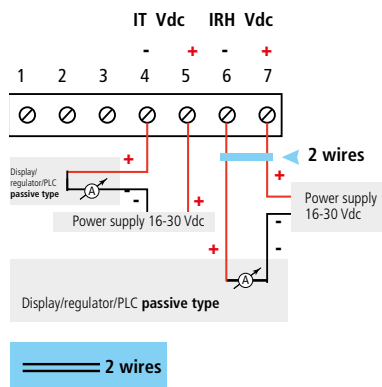 IT Vdc IRH Vdc
- + - +
1 2 3 4 5 6 7
2 wires
+
Display/
regulator/PLC
passive type
A
-
-
+
Power supply 16-30 Vdc
+
Power supply
16-30 Vdc
-
-
+
A
Display/regulator/PLC passive type
2 wires